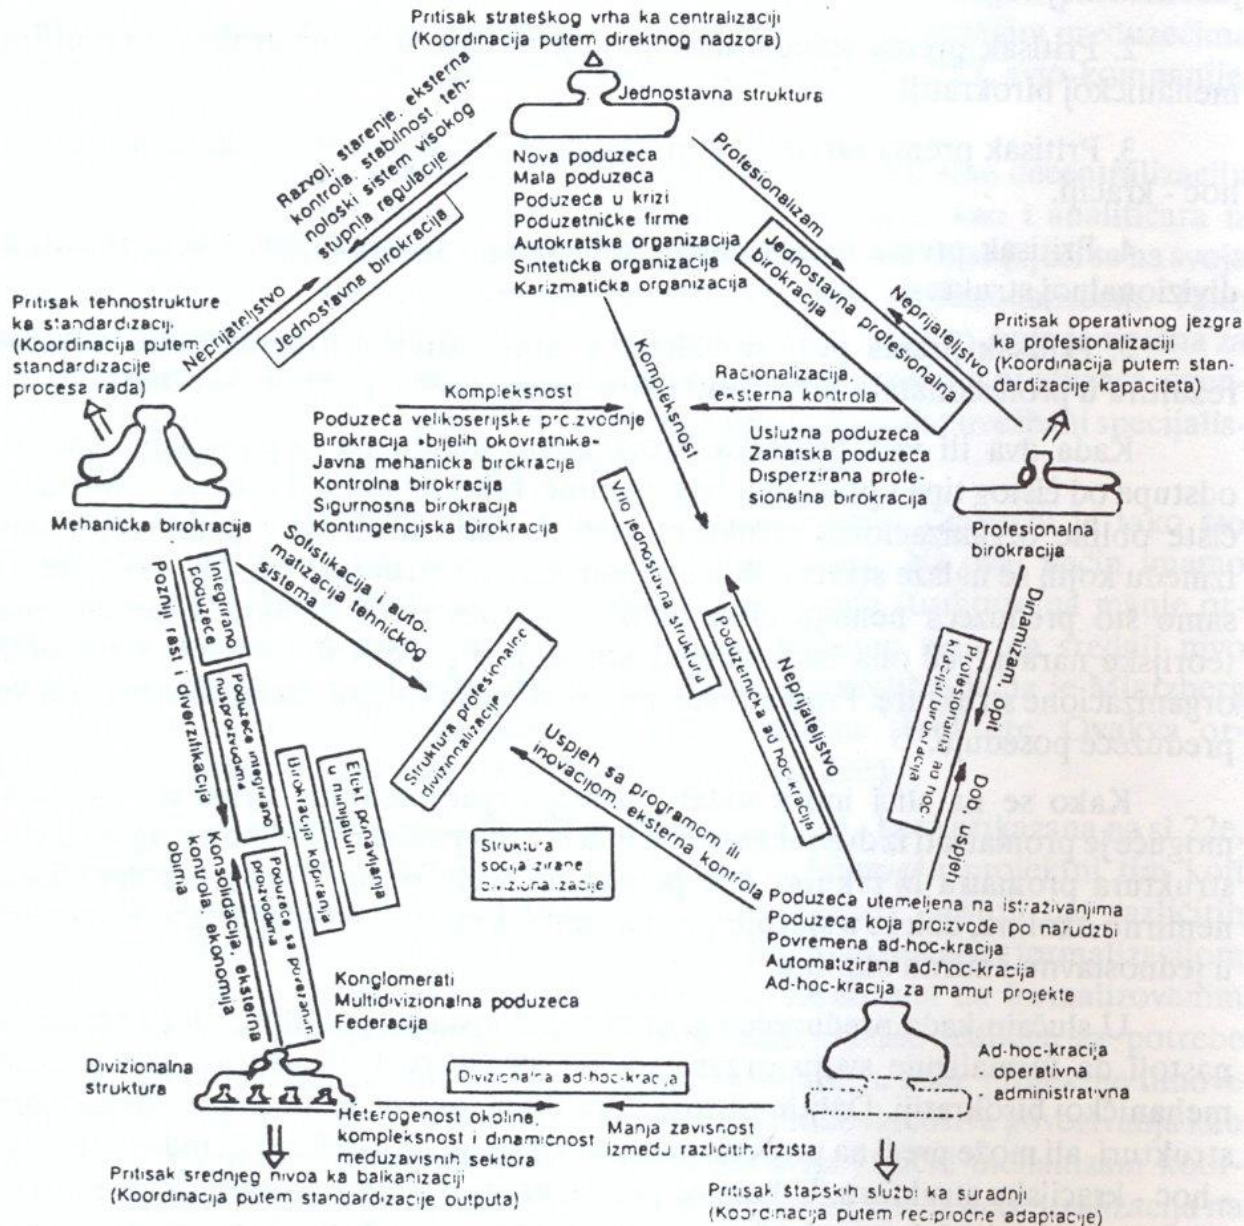 Pritisak strateškog vrha ka centralizaciji
(Koordinacija putem direktnog nadzora)
Jednostavna struktura
Razvoj, starenje, eksterna
kontrola, stabilnost, teh-
nološki sistem visokog
stupnja regulacije
Neprijateljstvo
Jednostavna birokracija
Nova poduzeća
Mala poduzeća
Poduzeća u krizi
Poduzetničke firme
Autokratska organizacija
Sintetička organizacija
Karizmatička organizacija
Profesionalizam
Jednostavna profesionalna
birokracija
Neprijateljstvo
Pritisak tehnostrukture
ka standardizaciji
(Koordinacija putem
standardizacije
procesa rada)
Pritisak operativnog jezgra
ka profesionalizaciji
(Koordinacija putem stan-
dardizacije kapaciteta)
Kompleksnost
Kompleksnost
Racionalizacija,
eksterna kontrola
Poduzeća velikoserijske proizvodnje
Birokracija »bijelih okovratnika«
Javna mehanička birokracija
Kontrolna birokracija
Sigurnosna birokracija
Kontingencijska birokracija
Uslužna poduzeća
Zanatska poduzeća
Disperzirana profe-
sionalna birokracija
Mehanička birokracija
Profesionalna
birokracija
Sofistikacija i auto-
matizacija tehničkog
sistema
Integrirano
poduzeće
Pozniji rast i diverzifikacija
Poduzeće integrirano
nusproizvodima
Birokracija kopiranja
Efekt ponavljanja
u minijaturi
Poduzeće sa povezanim
proizvodima
Konsolidacija, eksterna
kontrola, ekonomija
obima
Struktura profesionalne
divizionalizacije
Vrlo jednostavna struktura
Poduzetnička ad hoc-kracija
Neprijateljstvo
Dinamizam, opit
Profesionalna ad hoc-
kracija/birokracija
Dob, uspjeh
Uspjeh sa programom ili
inovacijom, eksterna kontrola
Struktura
socijalizirane
divizionalizacije
Poduzeća utemeljena na istraživanjima
Poduzeća koja proizvode po narudžbi
Povremena ad-hoc-kracija
Automatizirana ad-hoc-kracija
Ad-hoc-kracija za mamut projekte
Konglomerati
Multidivizionalna poduzeća
Federacija
Divizionalna
struktura
Divizionalna ad-hoc-kracija
Ad-hoc-kracija
operativna
administrativna
Heterogenost okoline,
kompleksnost i dinamičnost
međuzavisnih sektora
Manja zavisnost
između različitih tržišta
Pritisak srednjeg nivoa ka balkanizaciji
(Koordinacija putem standardizacije outputa)
Pritisak štapskih službi ka suradnji
(Koordinacija putem recipročne adaptacije)